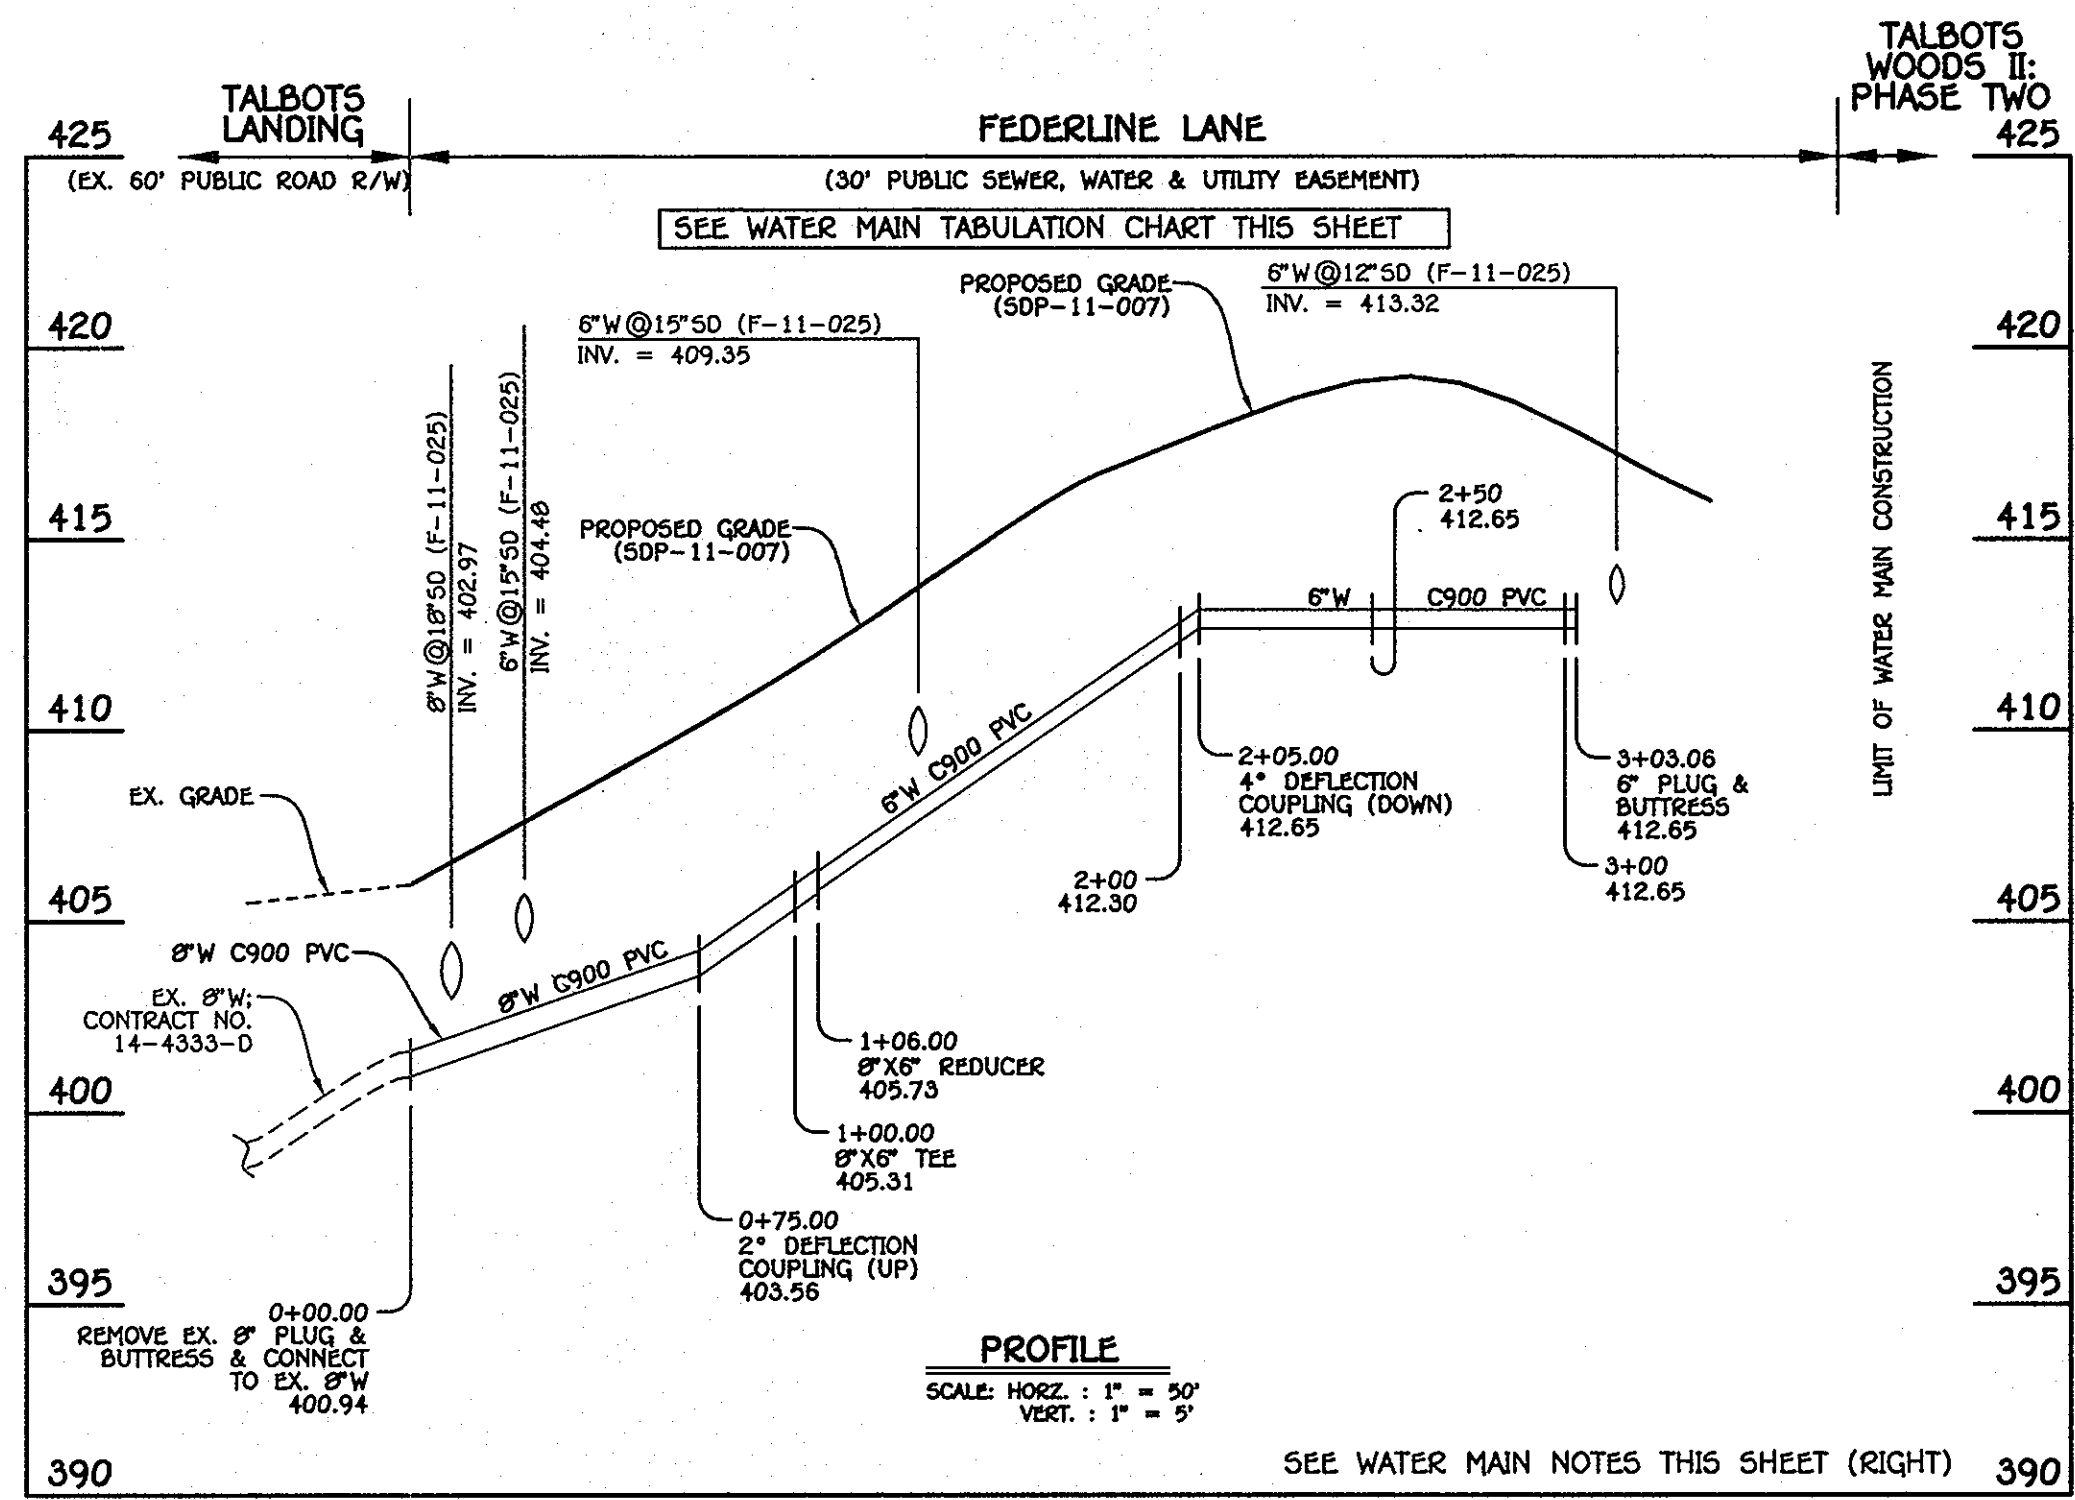 TALBOTS
WOODS II:
PHASE TWO
TALBOTS
LANDING
FEDERLINE LANE
425
425
(EX. 60' PUBLIC ROAD R/W)
(30' PUBLIC SEWER, WATER & UTILITY EASEMENT)
SEE WATER MAIN TABULATION CHART THIS SHEET
PROPOSED GRADE
(SDP-11-007)
6"W@12"SD (F-11-025)
INV. = 413.32
420
420
6"W@15"SD (F-11-025)
INV. = 409.35
8"W@18"SD (F-11-025)
INV. = 402.97
6"W@15"SD (F-11-025)
INV. = 404.48
LIMIT OF WATER MAIN CONSTRUCTION
415
415
PROPOSED GRADE
(SDP-11-007)
2+50
412.65
6"W
C900 PVC
410
410
6"W C900 PVC
2+05.00
4° DEFLECTION
COUPLING (DOWN)
412.65
3+03.06
6" PLUG &
BUTTRESS
412.65
EX. GRADE
2+00
412.30
3+00
412.65
405
405
8"W C900 PVC
8"W C900 PVC
EX. 8"W;
CONTRACT NO.
14-4333-D
1+06.00
8"X6" REDUCER
405.73
400
400
1+00.00
8"X6" TEE
405.31
0+75.00
2° DEFLECTION
COUPLING (UP)
403.56
395
395
0+00.00
REMOVE EX. 8" PLUG &
BUTTRESS & CONNECT
TO EX. 8"W
400.94
PROFILE
SCALE: HORZ. : 1" = 50'
VERT. : 1" = 5'
SEE WATER MAIN NOTES THIS SHEET (RIGHT)
390
390